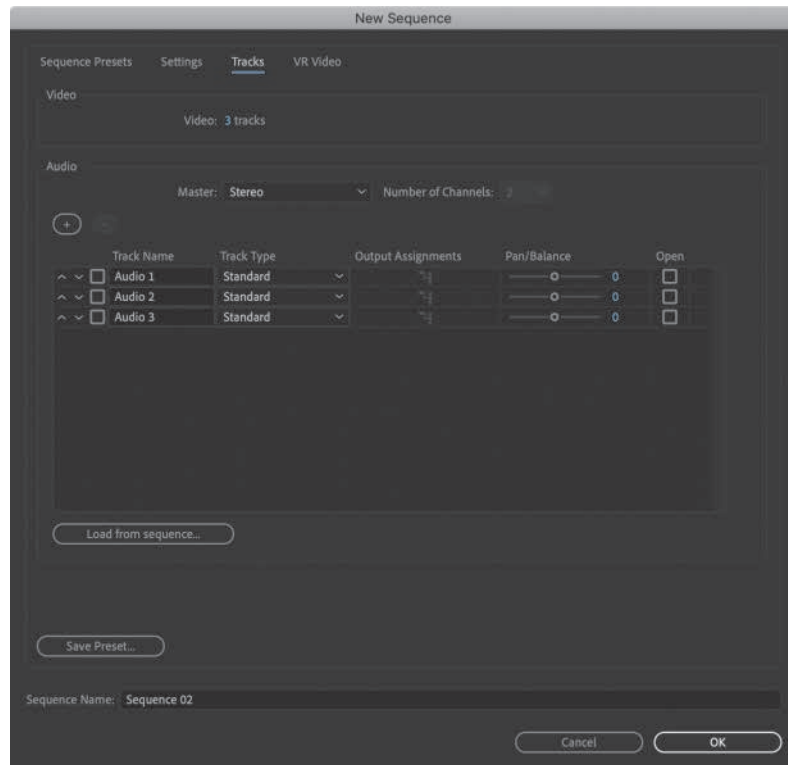 New Sequence
Sequence Presets Settings Tracks VR Video
Video
Video: 3 tracks
Audio
Master: Stereo Number of Channels: 2
+ -
Track Name Track Type Output Assignments Pan/Balance Open
Audio 1 Standard 0
Audio 2 Standard 0
Audio 3 Standard 0
Load from sequence...
Save Preset...
Sequence Name: Sequence 02
Cancel OK